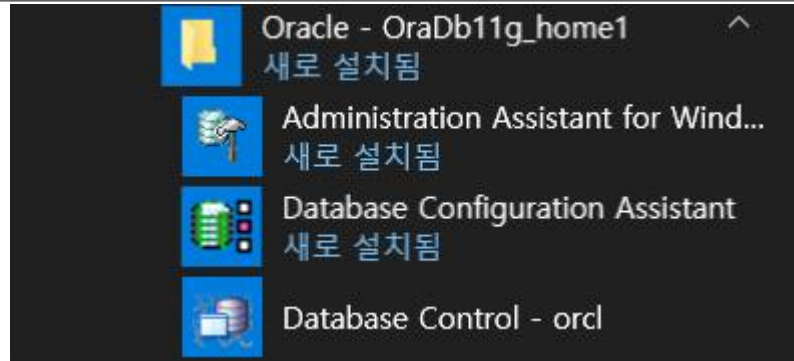 Oracle - OraDb11g_home1
새로 설치됨
Administration Assistant for Wind...
새로 설치됨
Database Configuration Assistant
새로 설치됨
Database Control - orcl